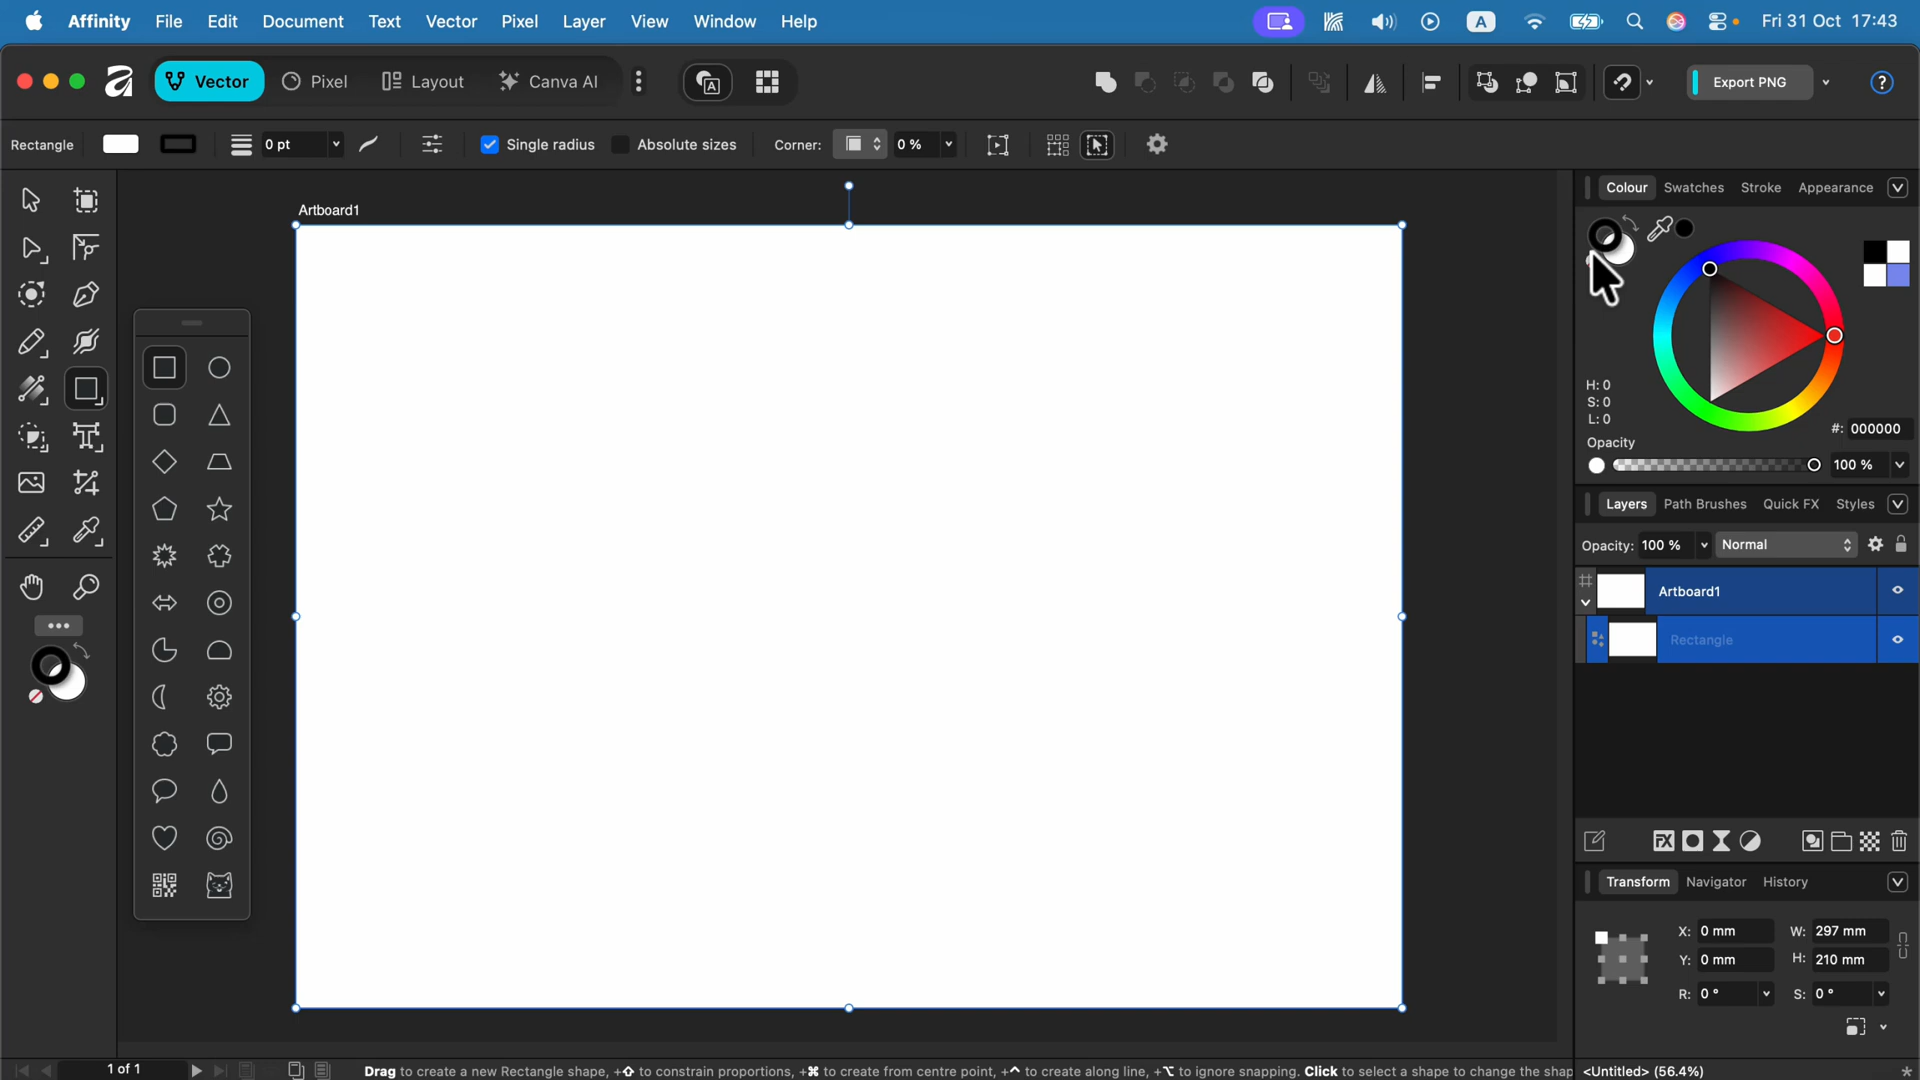 Affinity File Edit Document Text Vector Pixel Layer View Window Help A Fri 31 Oct 17:43
Vector Pixel Layout Canva AI A Export PNG ?
Rectangle 0 pt Single radius Absolute sizes Corner: 0 %
Colour Swatches Stroke Appearance
Artboard1
H: 0
S: 0
L: 0
#: 000000
Opacity
100 %
Layers Path Brushes Quick FX Styles
Opacity: 100 % Normal
Artboard1
Rectangle
FX
Transform Navigator History
X: 0 mm W: 297 mm
Y: 0 mm H: 210 mm
R: 0 ° S: 0 °
1 of 1 Drag to create a new Rectangle shape, +⇧ to constrain proportions, +⌘ to create from centre point, +⌃ to create along line, +⌥ to ignore snapping. Click to select a shape to change the shap <Untitled> (56.4%) *